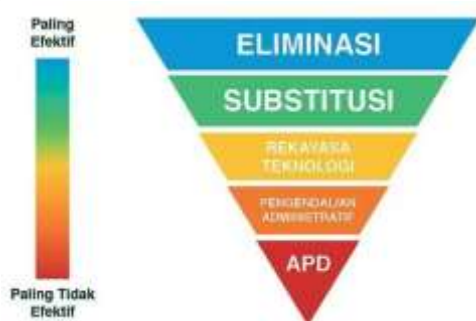 Paling
Efektif
ELIMINASI
SUBSTITUSI
REKAYASA
TEKNOLOGI
PENGENDALIAN
ADMINISTRATIF
APD
Paling Tidak
Efektif